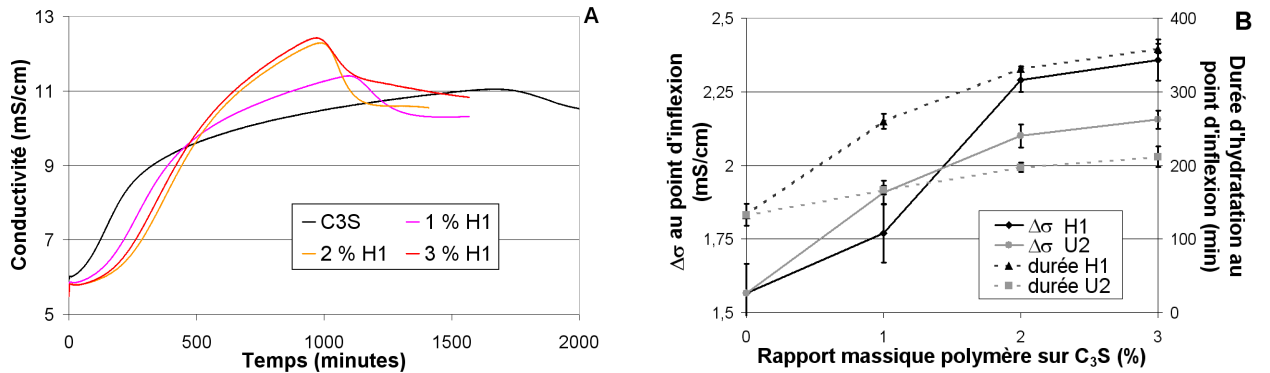 A
Conductivité (mS/cm)
13
11
9
7
5
0
500
1000
1500
2000
Temps (minutes)
C3S
1 % H1
2 % H1
3 % H1
B
Δσ au point d'inflexion
(mS/cm)
2,5
2,25
2
1,75
1,5
0
1
2
3
Rapport massique polymère sur C₃S (%)
400
300
200
100
0
Durée d'hydratation au
point d'inflexion (min)
Δσ H1
Δσ U2
durée H1
durée U2